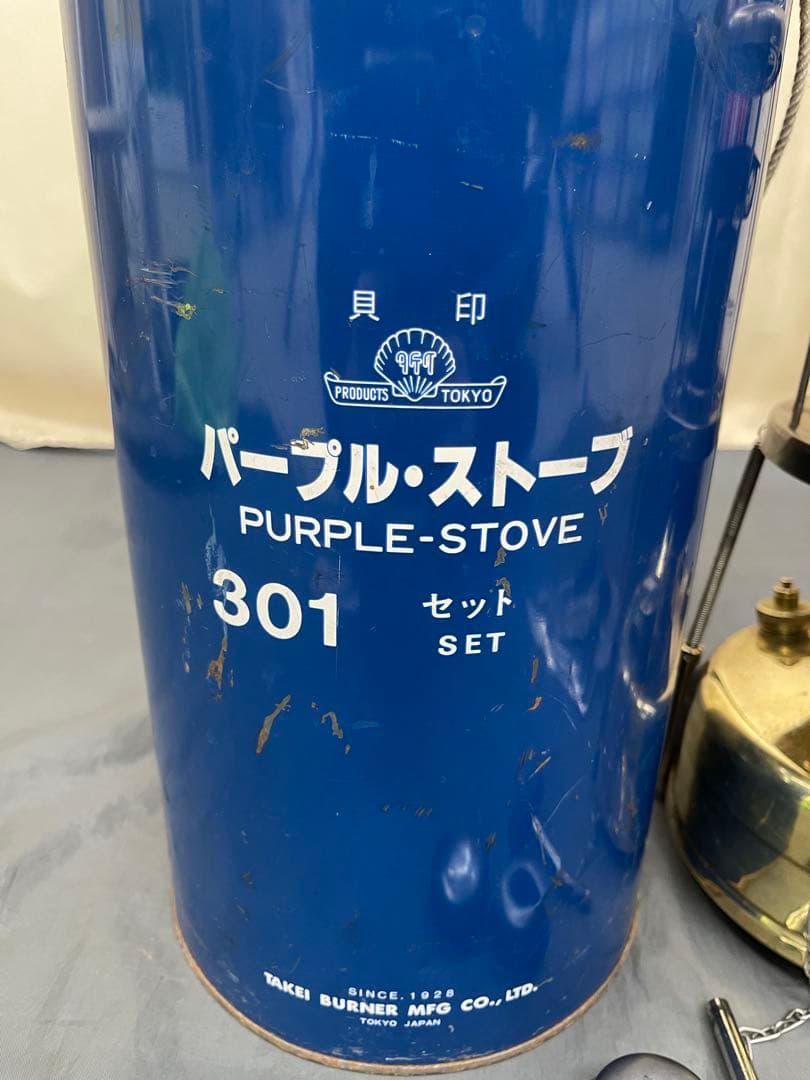 貝印
PRODUCTS TOKYO
パープル・ストーブ
PURPLE-STOVE
301 セット
SET
SINCE.1928
TAKEI BURNER MFG CO., LTD.
TOKYO JAPAN